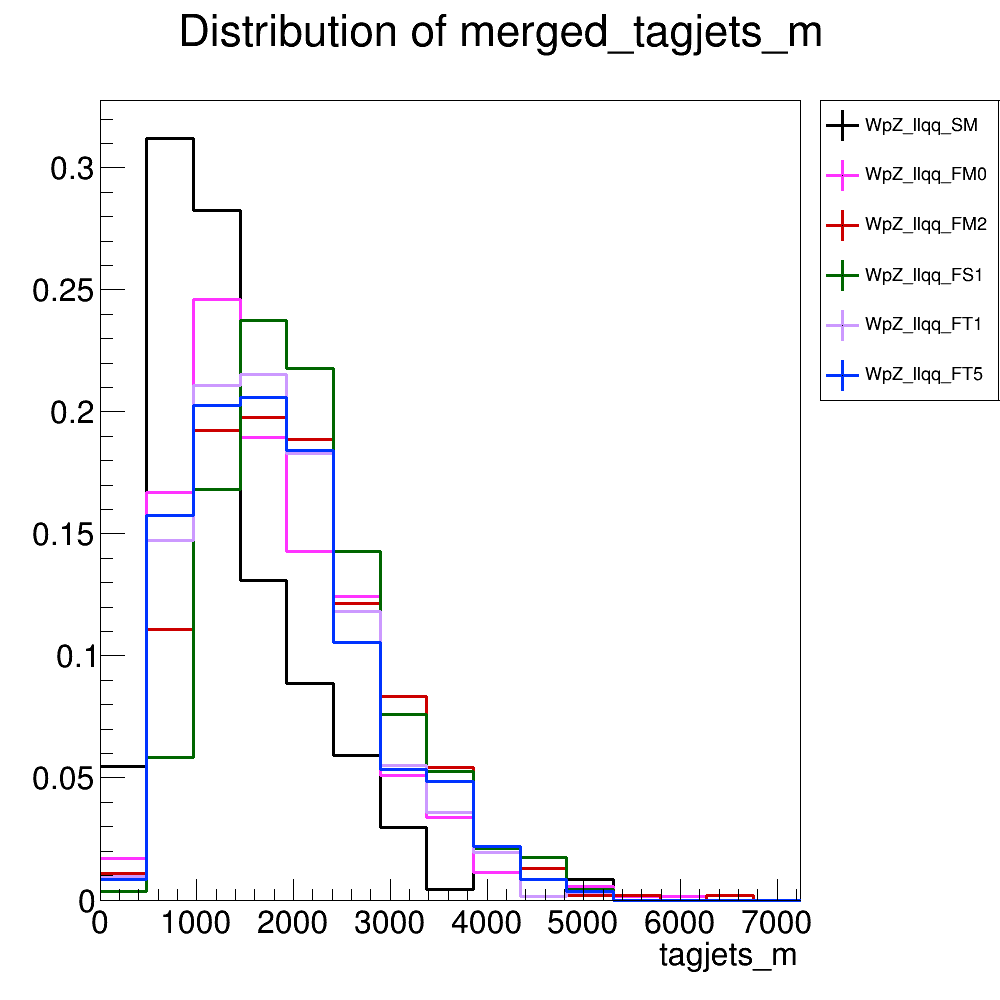 Distribution of merged_tagjets_m
WpZ_llqq_SM
WpZ_llqq_FM0
WpZ_llqq_FM2
WpZ_llqq_FS1
WpZ_llqq_FT1
WpZ_llqq_FT5
0.3
0.25
0.2
0.15
0.1
0.05
0
0 1000 2000 3000 4000 5000 6000 7000
tagjets_m